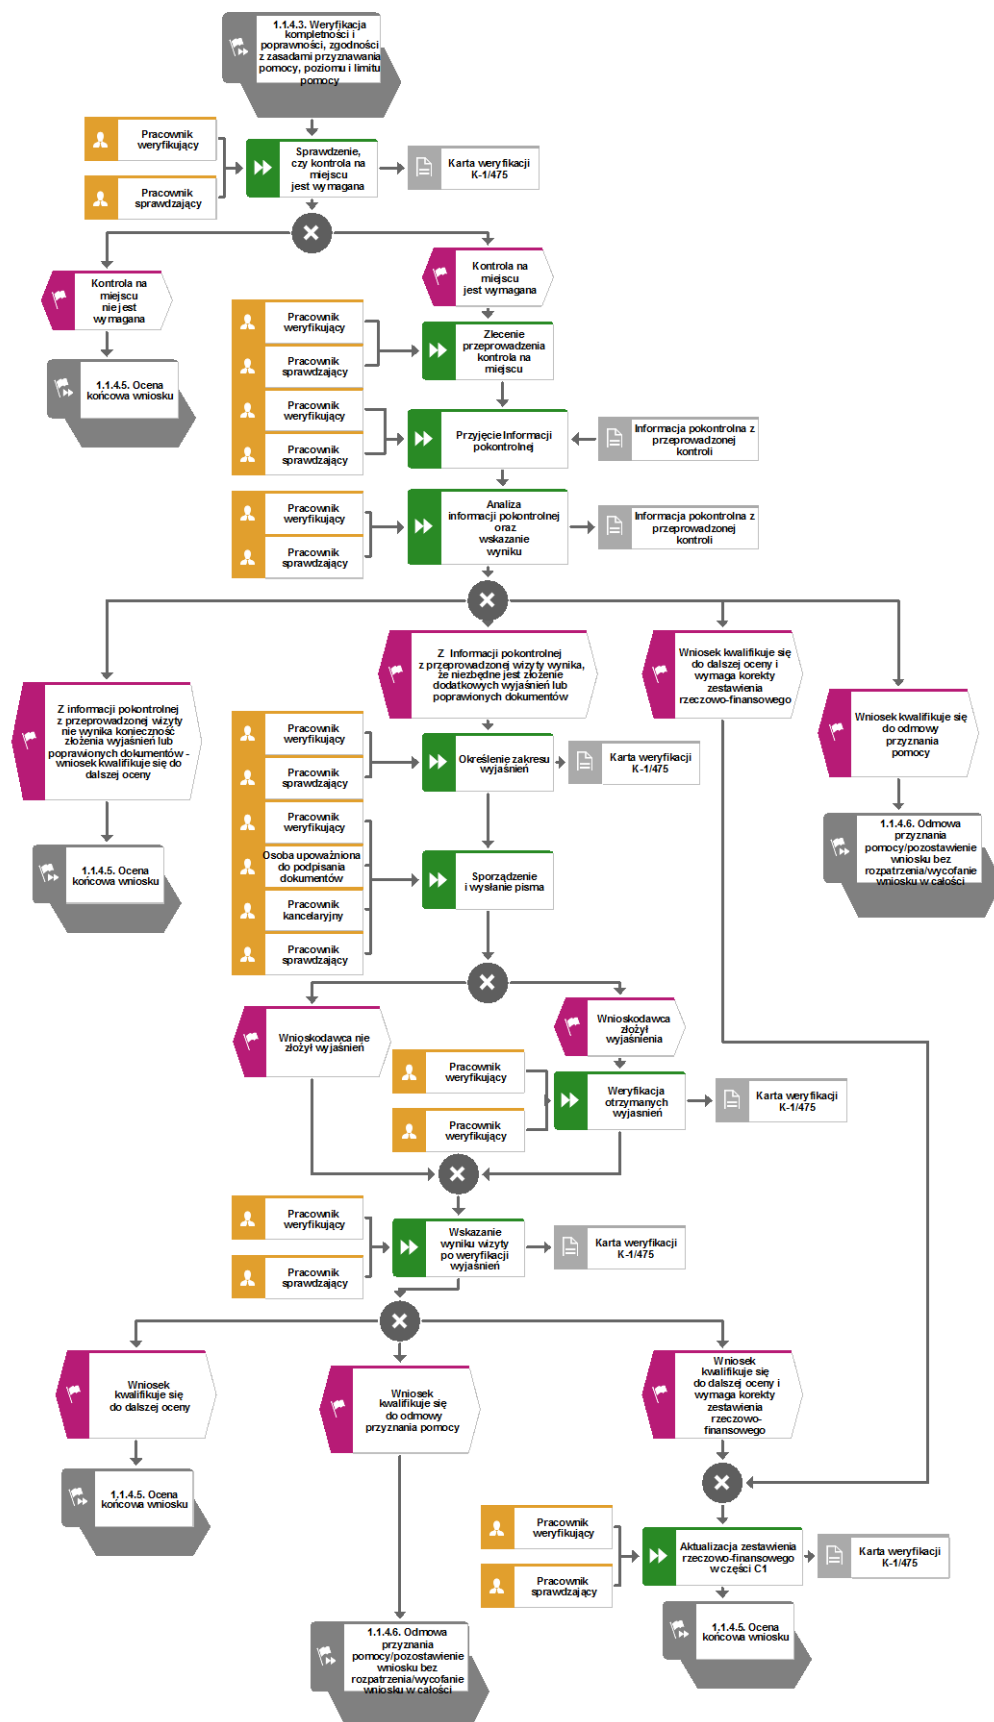 1.1.4.3. Weryfikacja
kompletności i
poprawności, zgodności
z zasadami przyznawania
pomocy, poziomu i limitu
pomocy
Pracownik
weryfikujący
Pracownik
sprawdzający
Sprawdzenie,
czy kontrola na
miejscu
jest wymagana
Karta weryfikacji
K-1/475
Kontrola na
miejscu
nie jest
wymagana
Kontrola na
miejscu
jest wymagana
1.1.4.5. Ocena
końcowa wniosku
Pracownik
weryfikujący
Pracownik
sprawdzający
Zlecenie
przeprowadzenia
kontrola na
miejscu
Pracownik
weryfikujący
Pracownik
sprawdzający
Przyjęcie Informacji
pokontrolnej
Informacja pokontrolna z
przeprowadzonej
kontroli
Pracownik
weryfikujący
Pracownik
sprawdzający
Analiza
informacji pokontrolnej
oraz
wskazanie
wyniku
Informacja pokontrolna z
przeprowadzonej
kontroli
Z informacji pokontrolnej
z przeprowadzonej wizyty
nie wynika konieczność
złożenia wyjaśnień lub
poprawionych dokumentów -
wniosek kwalifikuje się do
dalszej oceny
Z Informacji pokontrolnej
z przeprowadzonej wizyty wynika,
że niezbędne jest złożenie
dodatkowych wyjaśnień lub
poprawionych dokumentów
Wniosek kwalifikuje się
do dalszej oceny i
wymaga korekty
zestawienia
rzeczowo-finansowego
Wniosek kwalifikuje się
do odmowy
przyznania
pomocy
1.1.4.5. Ocena
końcowa wniosku
Pracownik
weryfikujący
Pracownik
sprawdzający
Określenie zakresu
wyjaśnień
Karta weryfikacji
K-1/475
1.1.4.6. Odmowa
przyznania
pomocy/pozostawienie
wniosku bez
rozpatrzenia/wycofanie
wniosku w całości
Pracownik
weryfikujący
Osoba upoważniona
do podpisania
dokumentów
Pracownik
kancelaryjny
Pracownik
sprawdzający
Sporządzenie
i wysłanie pisma
Wnioskodawca nie
złożył wyjaśnień
Wnioskodawca
złożył
wyjaśnienia
Pracownik
weryfikujący
Pracownik
weryfikujący
Weryfikacja
otrzymanych
wyjasnień
Karta weryfikacji
K-1/475
Pracownik
weryfikujący
Pracownik
sprawdzający
Wskazanie
wyniku wizyty
po weryfikacji
wyjaśnień
Karta weryfikacji
K-1/475
Wniosek
kwalifikuje się
do dalszej oceny
Wniosek
kwalifikuje się
do odmowy
przyznania pomocy
Wniosek
kwalifikuje się
do dalszej oceny i
wymaga korekty
zestawienia
rzeczowo-
finansowego
1.1.4.5. Ocena
końcowa wniosku
Pracownik
weryfikujący
Pracownik
sprawdzający
Aktualizacja zestawienia
rzeczowo-finansowego
w części C1
Karta weryfikacji
K-1/475
1.1.4.6. Odmowa
przyznania
pomocy/pozostawienie
wniosku bez
rozpatrzenia/wycofanie
wniosku w całości
1.1.4.5. Ocena
końcowa wniosku